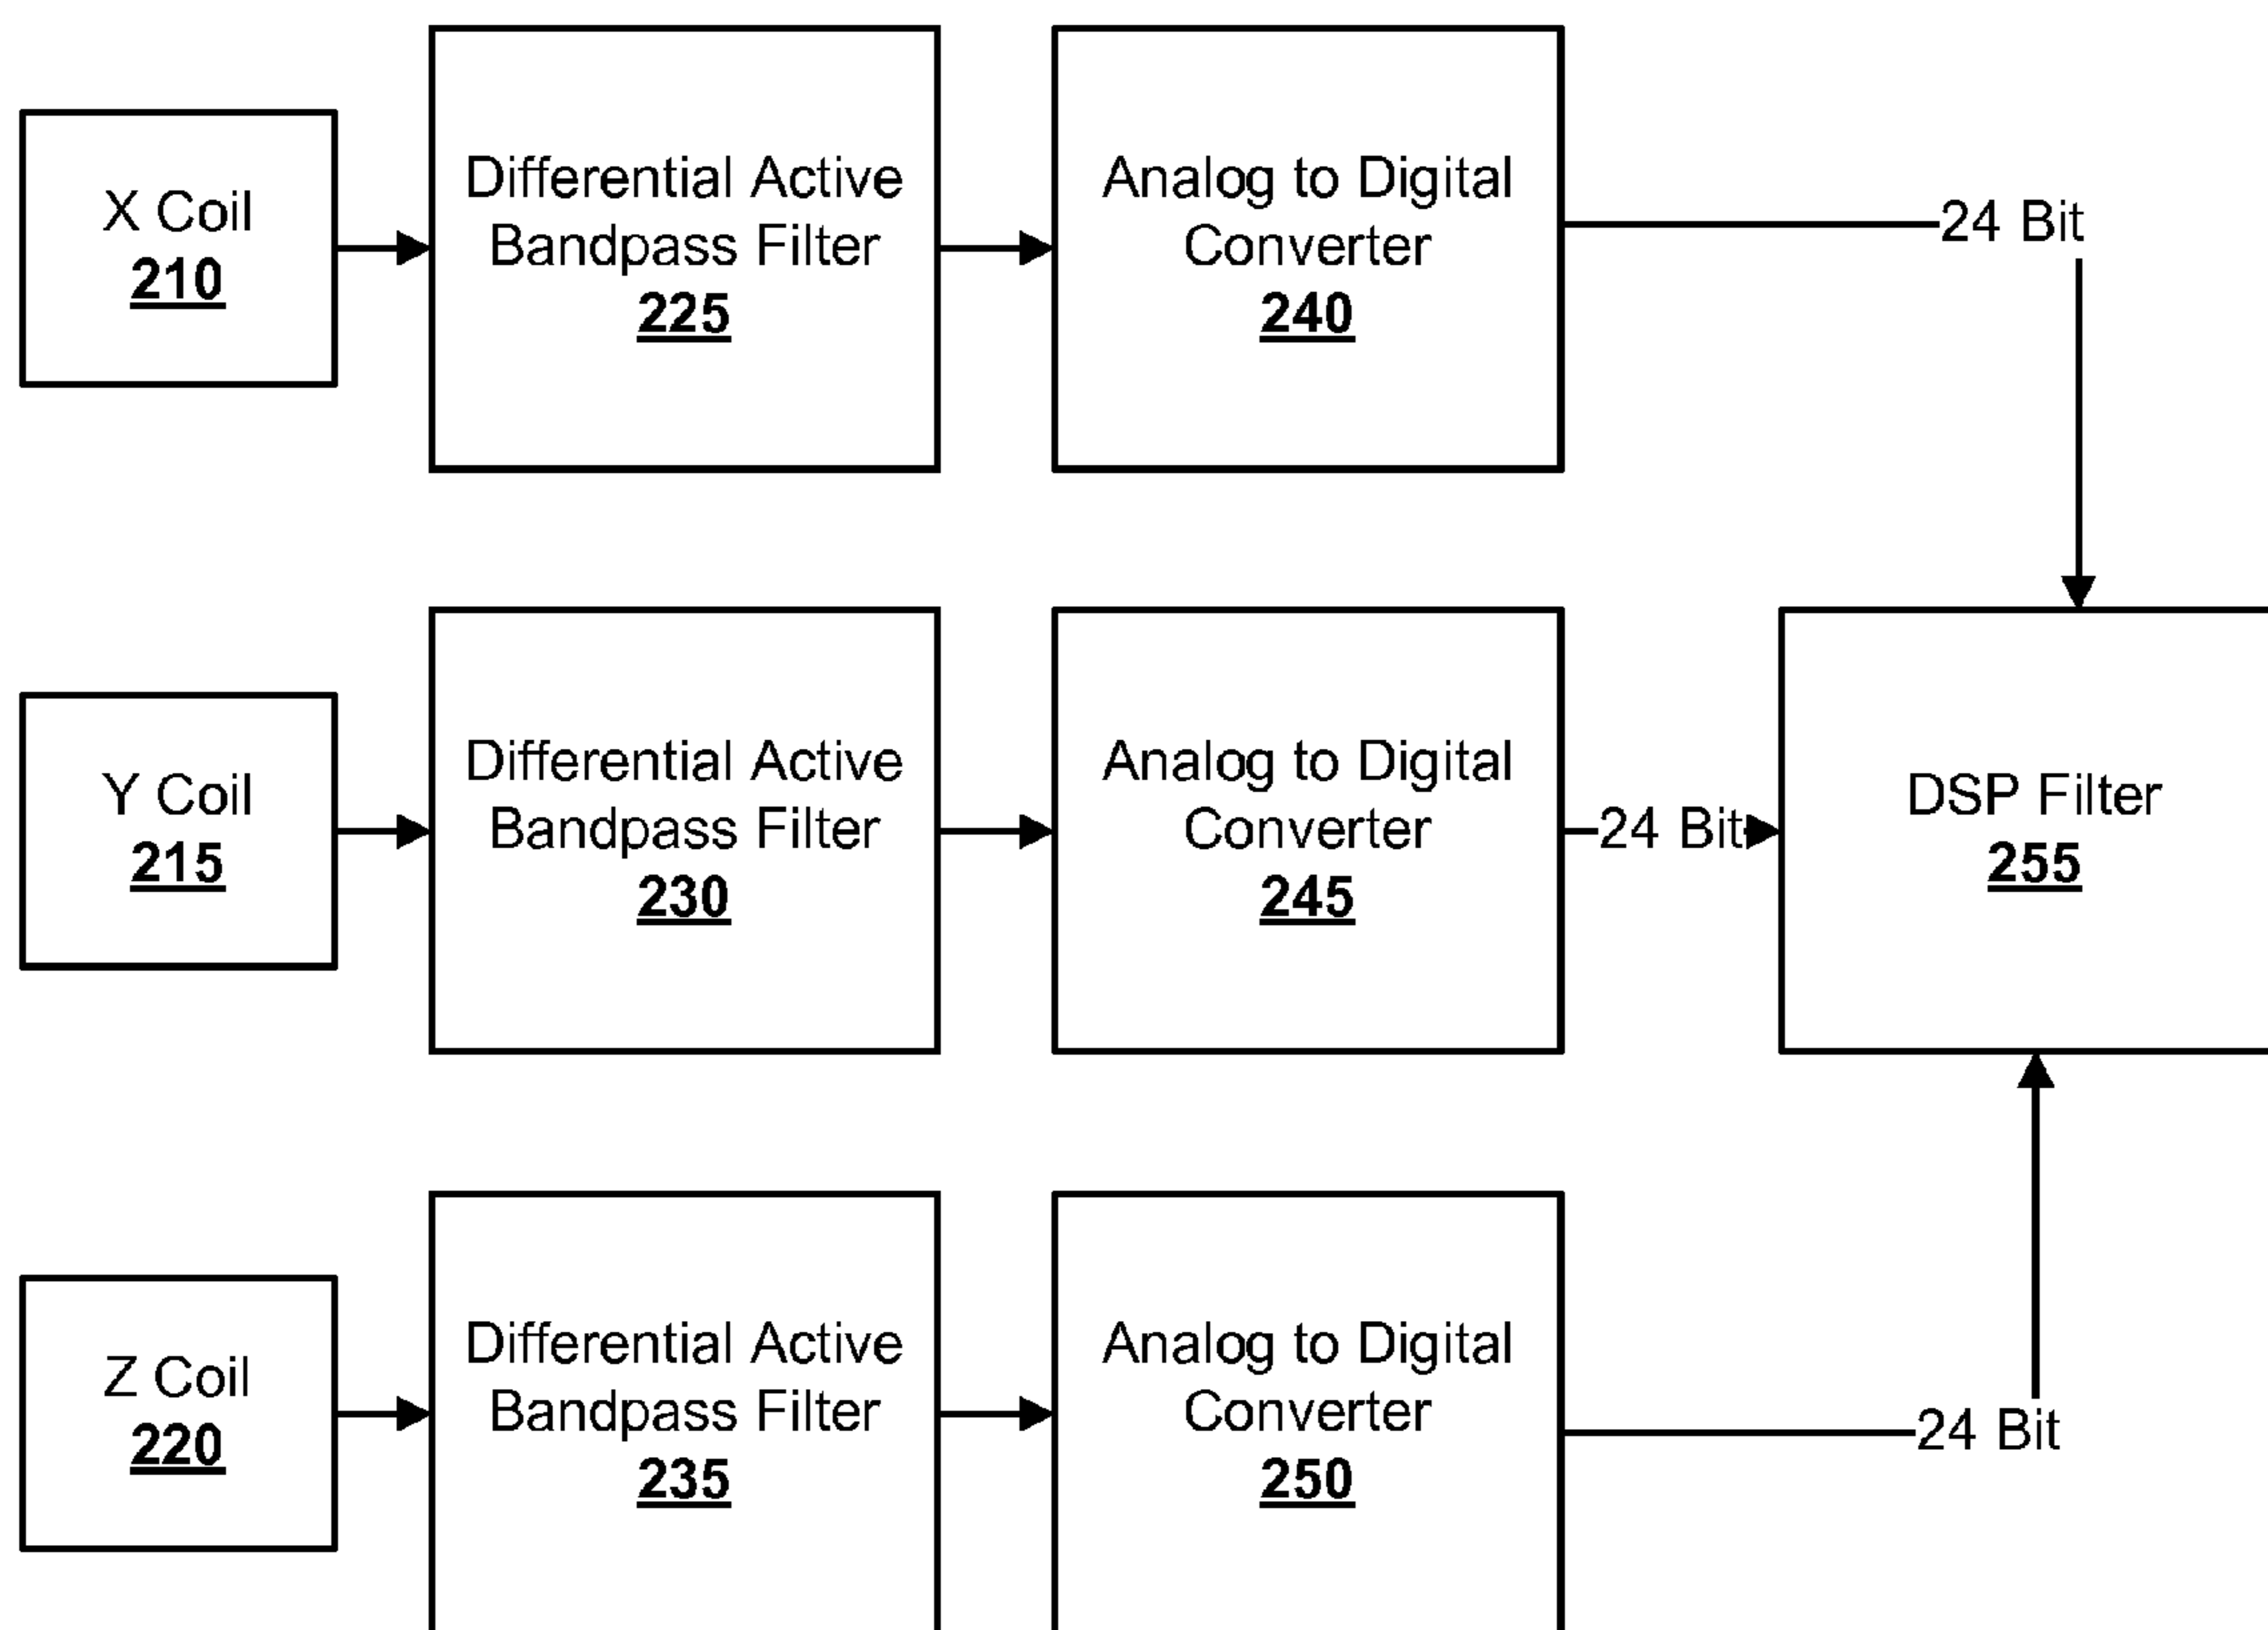 X Coil
210
Differential Active
Bandpass Filter
225
Analog to Digital
Converter
240
24 Bit
Y Coil
215
Differential Active
Bandpass Filter
230
Analog to Digital
Converter
245
24 Bit
DSP Filter
255
Z Coil
220
Differential Active
Bandpass Filter
235
Analog to Digital
Converter
250
24 Bit